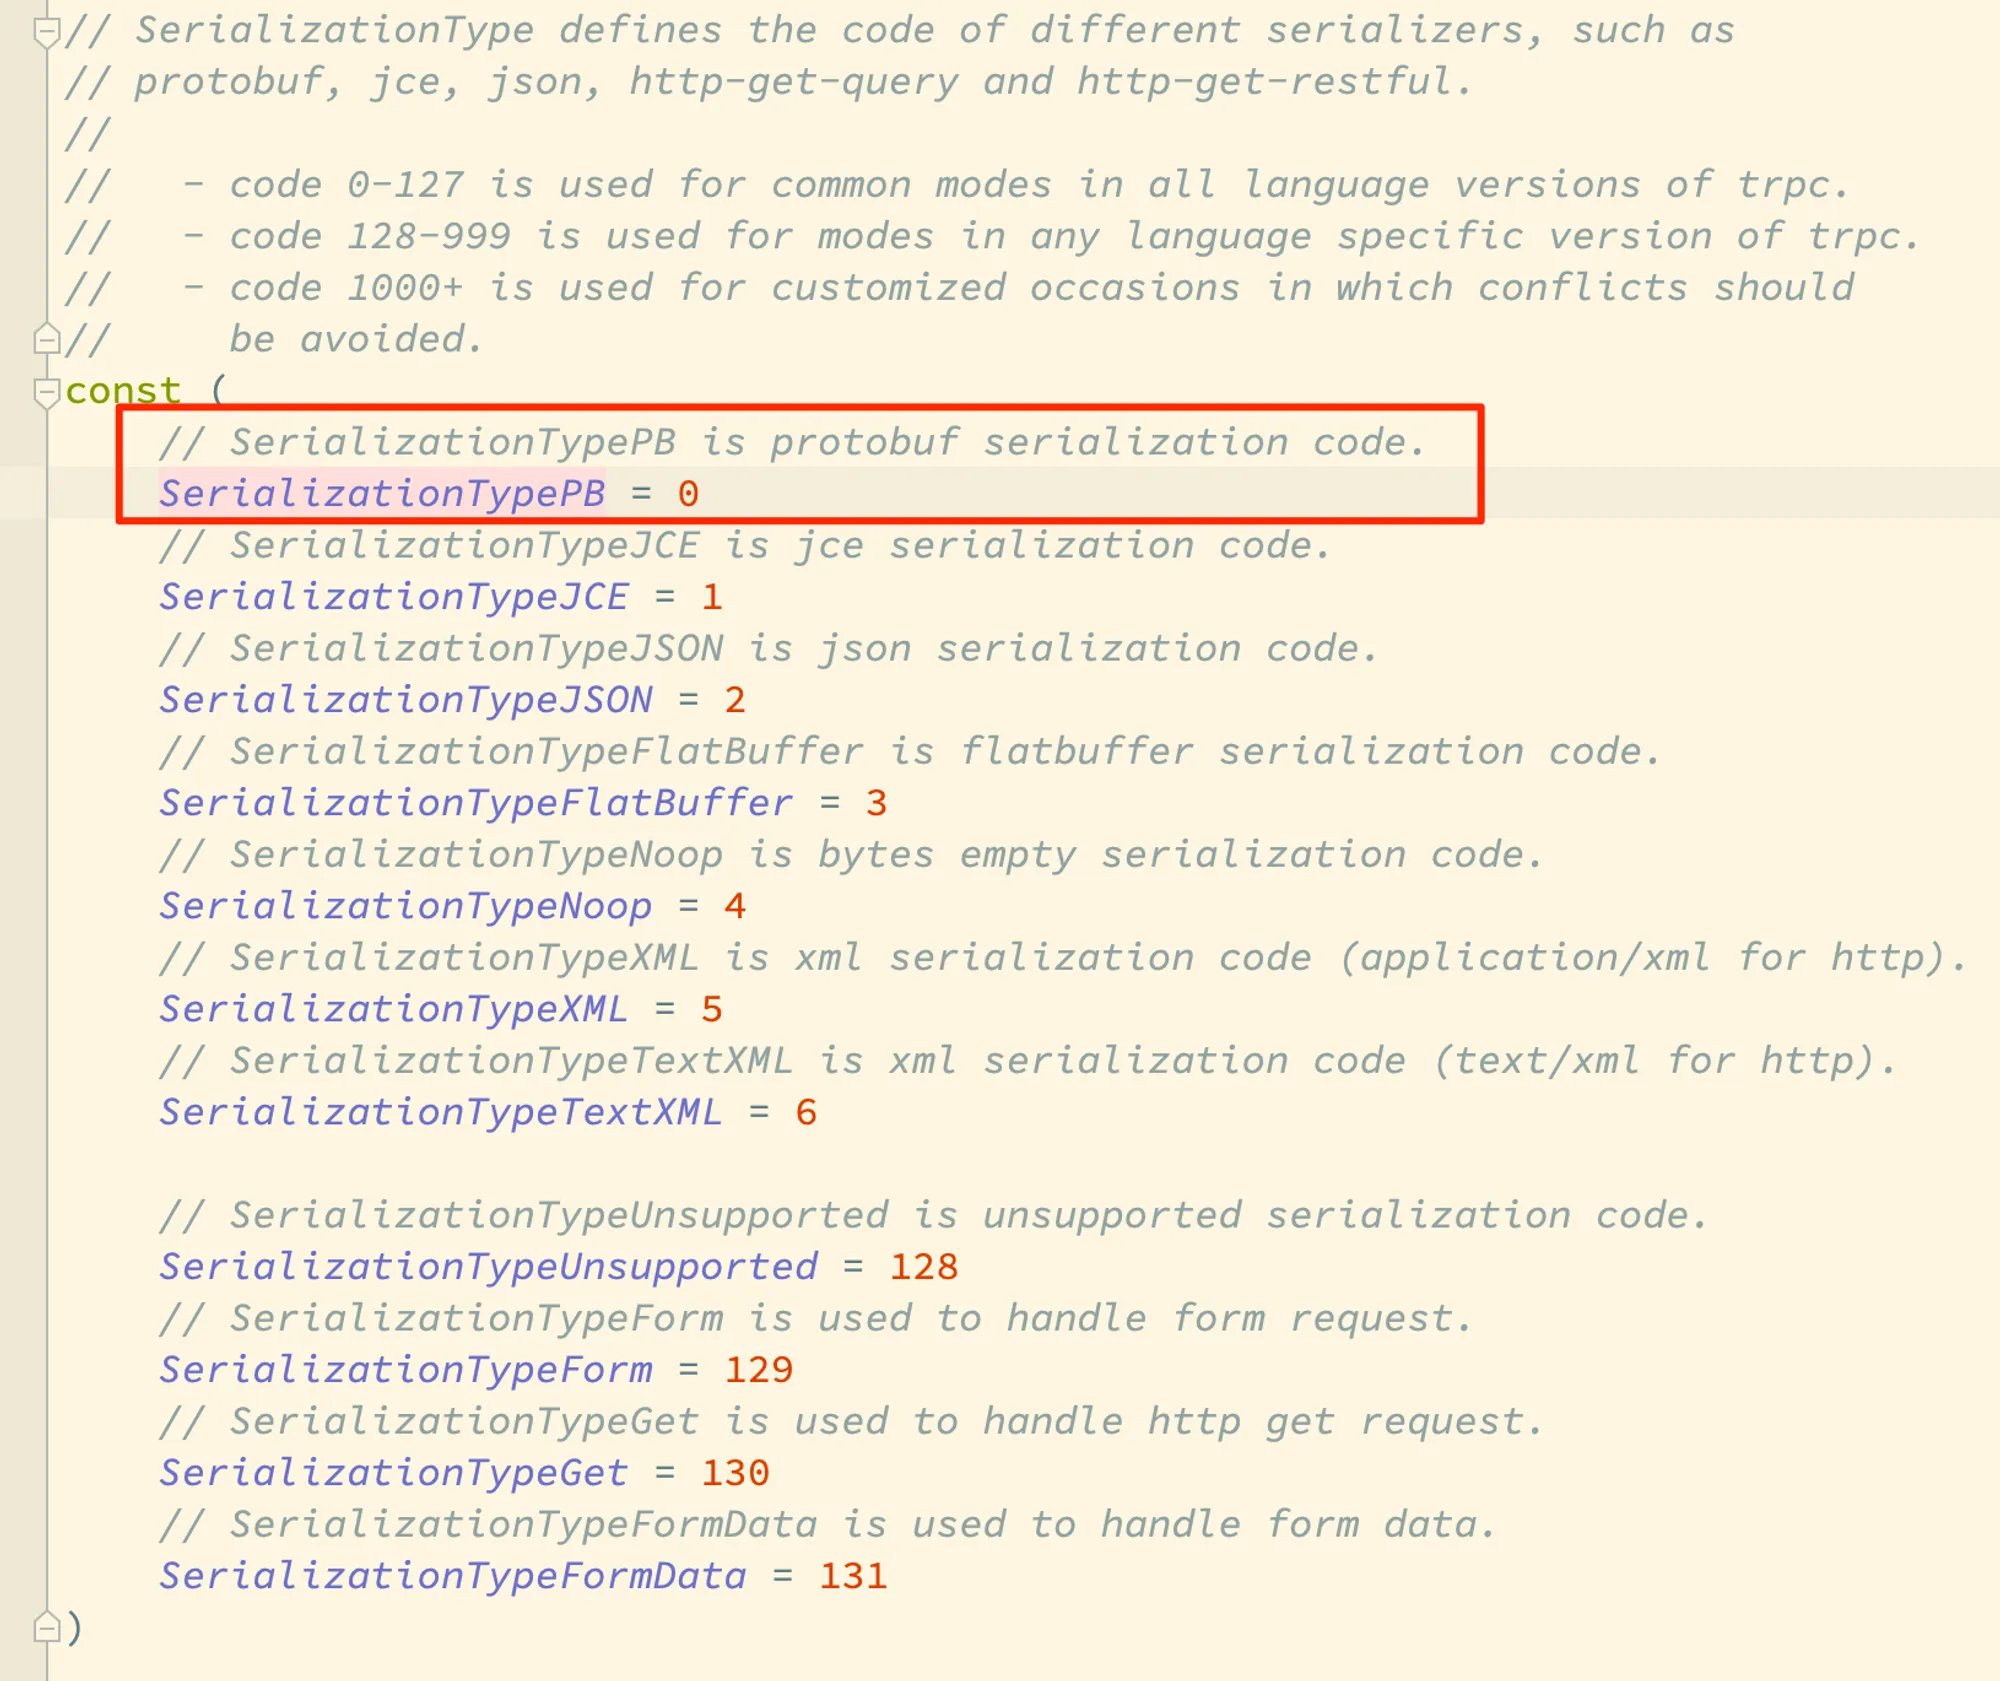 // SerializationType defines the code of different serializers, such as
// protobuf, jce, json, http-get-query and http-get-restful.
//
//   - code 0-127 is used for common modes in all language versions of trpc.
//   - code 128-999 is used for modes in any language specific version of trpc.
//   - code 1000+ is used for customized occasions in which conflicts should
//     be avoided.
const (
    // SerializationTypePB is protobuf serialization code.
    SerializationTypePB = 0
    // SerializationTypeJCE is jce serialization code.
    SerializationTypeJCE = 1
    // SerializationTypeJSON is json serialization code.
    SerializationTypeJSON = 2
    // SerializationTypeFlatBuffer is flatbuffer serialization code.
    SerializationTypeFlatBuffer = 3
    // SerializationTypeNoop is bytes empty serialization code.
    SerializationTypeNoop = 4
    // SerializationTypeXML is xml serialization code (application/xml for http).
    SerializationTypeXML = 5
    // SerializationTypeTextXML is xml serialization code (text/xml for http).
    SerializationTypeTextXML = 6

    // SerializationTypeUnsupported is unsupported serialization code.
    SerializationTypeUnsupported = 128
    // SerializationTypeForm is used to handle form request.
    SerializationTypeForm = 129
    // SerializationTypeGet is used to handle http get request.
    SerializationTypeGet = 130
    // SerializationTypeFormData is used to handle form data.
    SerializationTypeFormData = 131
)